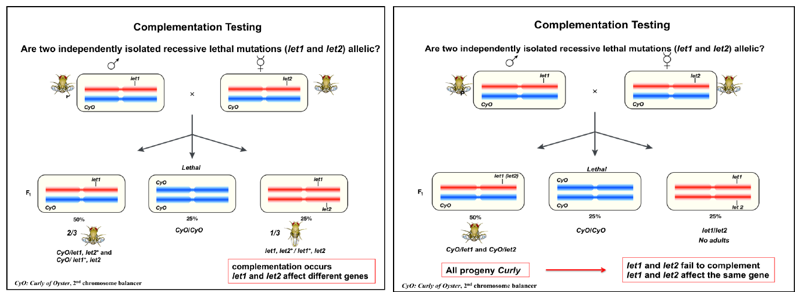 Complementation Testing
Are two independently isolated recessive lethal mutations (let1 and let2) allelic?
let1
CyO
×
let2
CyO
Lethal
F1
CyO
let1
CyO
let1
let2
50%
25%
25%
2/3
CyO/CyO
1/3
CyO/let1, let2+ and
CyO/ let1+, let2
let1, let2+ / let1+, let2
complementation occurs
let1 and let2 affect different genes
CyO: Curly of Oyster, 2nd chromosome balancer
Complementation Testing
Are two independently isolated recessive lethal mutations (let1 and let2) allelic?
let1
CyO
×
let2
CyO
Lethal
F1
let1 (let2)
CyO
CyO
let1
let 2
50%
25%
25%
CyO/let1 and CyO/let2
CyO/CyO
let1/let2
No adults
All progeny Curly
let1 and let2 fail to complement
let1 and let2 affect the same gene
CyO: Curly of Oyster, 2nd chromosome balancer